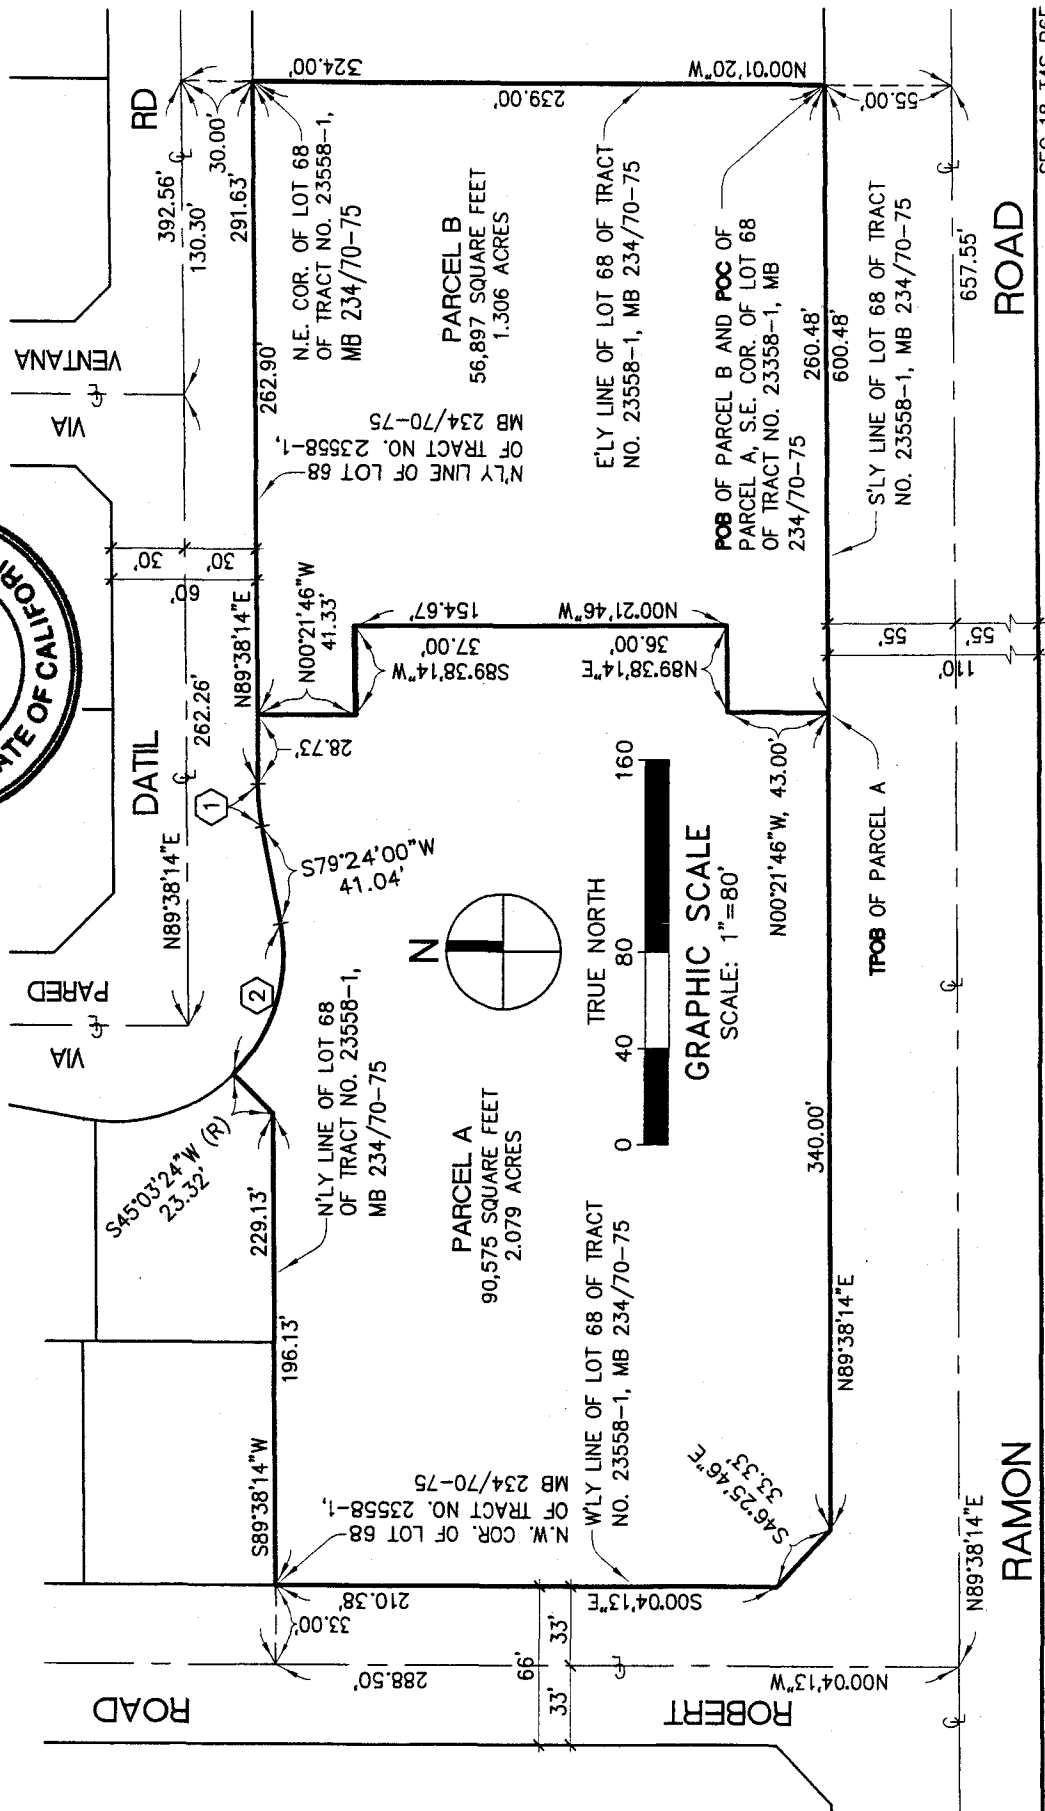 STATE OF CALIFORN
DATIL
RD
VIA
PARED
VIA
VENTANA
N89°38'14"E
262.26'
392.56'
130.30'
30.00'
60'
30'
30'
S45°03'24"W (R)
23.32'
2
1
S79°24'00"W
41.04'
28.73'
N89°38'14"E
262.90'
291.63'
N00°21'46"W
41.33'
S89°38'14"W
196.13'
229.13'
N.W. COR. OF LOT 68
OF TRACT NO. 23558-1,
MB 234/70-75
N'LY LINE OF LOT 68
OF TRACT NO. 23558-1,
MB 234/70-75
N'LY LINE OF LOT 68
OF TRACT NO. 23558-1,
MB 234/70-75
N.E. COR. OF LOT 68
OF TRACT NO. 23558-1,
MB 234/70-75
324.00'
239.00'
N00°01'20"W
55.00'
PARCEL A
90,575 SQUARE FEET
2.079 ACRES
PARCEL B
56,897 SQUARE FEET
1.306 ACRES
S89°38'14"W
37.00'
154.67'
N00°21'46"W
N89°38'14"E
36.00'
N
TRUE NORTH
0 40 80 160
GRAPHIC SCALE
SCALE: 1"=80'
W'LY LINE OF LOT 68 OF TRACT
NO. 23558-1, MB 234/70-75
E'LY LINE OF LOT 68 OF TRACT
NO. 23558-1, MB 234/70-75
POB OF PARCEL B AND POC OF
PARCEL A, S.E. COR. OF LOT 68
OF TRACT NO. 23358-1, MB
234/70-75
S'LY LINE OF LOT 68 OF TRACT
NO. 23558-1, MB 234/70-75
210.38'
33.00'
288.50'
66'
33'
33'
S00°04'13"E
N00°04'13"W
S46°25'46"E
33.33'
N89°38'14"E
340.00'
N00°21'46"W, 43.00'
TPOB OF PARCEL A
260.48'
600.48'
55'
55'
110'
657.55'
N89°38'14"E
ROBERT
ROAD
RAMON
ROAD